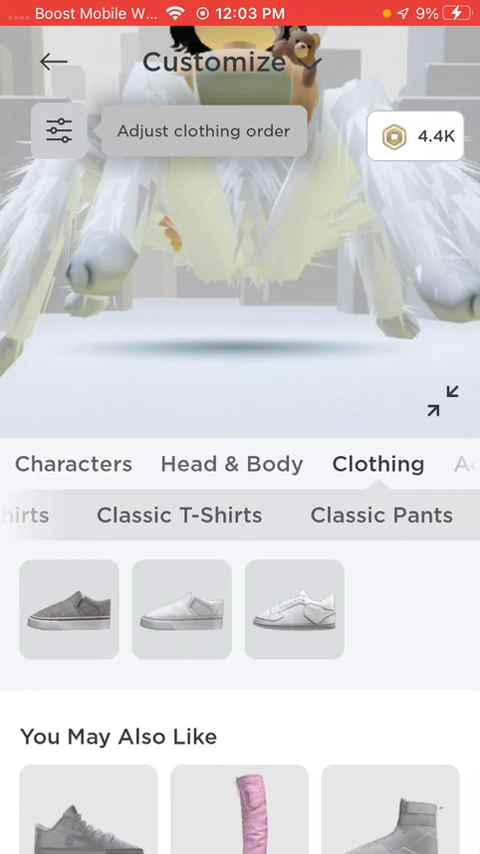 Boost Mobile W... 12:03 PM 9%
Customize
Adjust clothing order
4.4K
Characters Head & Body Clothing Ac
hirts Classic T-Shirts Classic Pants
You May Also Like